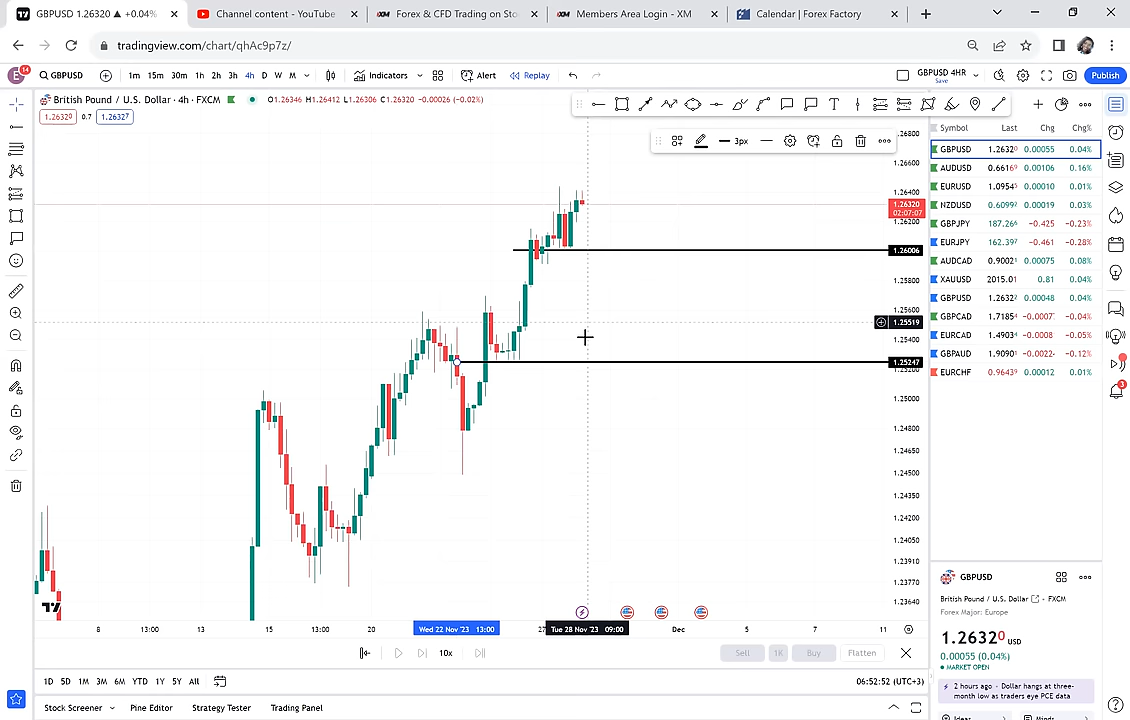 GBPUSD 1.26320 ▲ +0.04%
Channel content - YouTube
Forex & CFD Trading on Sto
Members Area Login - XM
Calendar | Forex Factory
tradingview.com/chart/qhAc9p7z/
E 14 GBPUSD 1m 15m 30m 1h 2h 3h 4h D W M Indicators Alert Replay GBPUSD 4HR Save Publish
British Pound / U.S. Dollar · 4h · FXCM O1.26346 H1.26412 L1.26306 C1.26320 -0.00026 (-0.02%)
1.26320 0.7 1.26327
3px
1.26800
1.26600
1.26400
1.26320
02:07:07
1.26200
1.26006
1.25800
1.25600
1.25519
1.25400
1.25247
1.25000
1.24800
1.24650
1.24500
1.24350
1.24200
1.24050
1.23910
1.23770
1.23640
8 13:00 13 15 13:00 20 Wed 22 Nov '23 13:00 27 Tue 28 Nov '23 09:00 Dec 5 7 11
10x Sell 1K Buy Flatten
1D 5D 1M 3M 6M YTD 1Y 5Y All 06:52:52 (UTC+3)
Stock Screener Pine Editor Strategy Tester Trading Panel
Symbol Last Chg Chg%
GBPUSD 1.26320 0.00055 0.04%
AUDUSD 0.66169 0.00106 0.16%
EURUSD 1.09545 0.00010 0.01%
NZDUSD 0.60992 0.00019 0.03%
GBPJPY 187.266 -0.425 -0.23%
EURJPY 162.397 -0.461 -0.28%
AUDCAD 0.90021 0.00075 0.08%
XAUUSD 2015.01 0.81 0.04%
GBPUSD 1.26322 0.00048 0.04%
GBPCAD 1.71854 -0.0007 -0.04%
EURCAD 1.49034 -0.0008 -0.05%
GBPAUD 1.90901 -0.0022 -0.12%
EURCHF 0.96439 0.00012 0.01%
3
GBPUSD
British Pound / U.S. Dollar · FXCM
Forex Major: Europe
1.26320 USD
0.00055 (0.04%)
MARKET OPEN
2 hours ago · Dollar hangs at three-
month low as traders eye PCE data
Ideas Minds